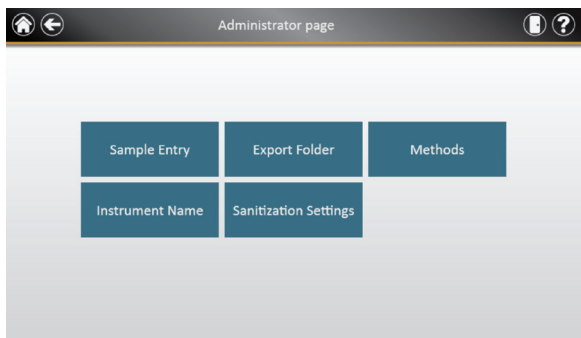 Administrator page
?
Sample Entry
Export Folder
Methods
Instrument Name
Sanitization Settings